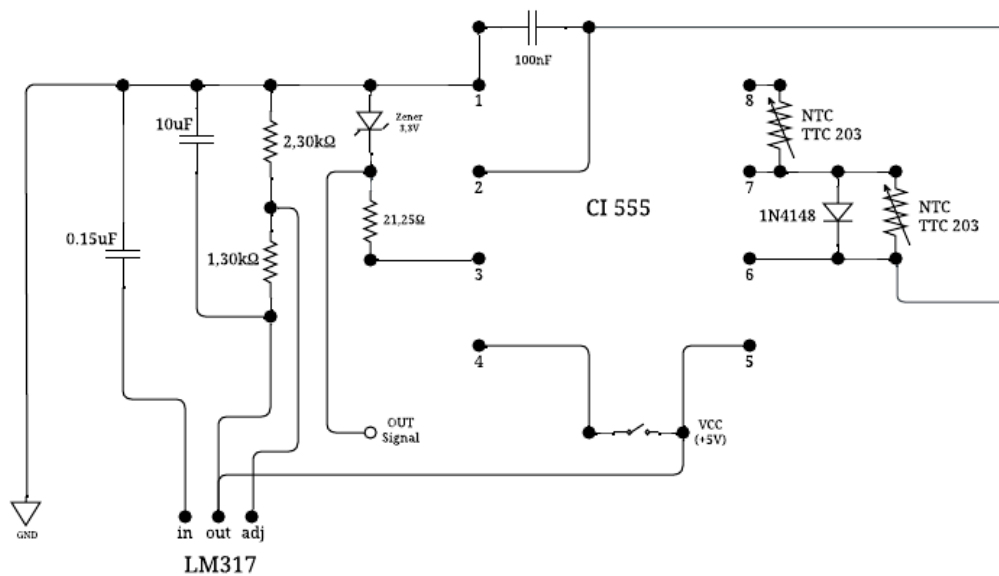 100nF
1
8
10uF
2,30kΩ
Zener
3,3V
NTC
TTC 203
2
7
CI 555
21,25Ω
1N4148
NTC
TTC 203
0.15uF
1,30kΩ
3
6
4
5
OUT
Signal
VCC
(+5V)
GND
in out adj
LM317